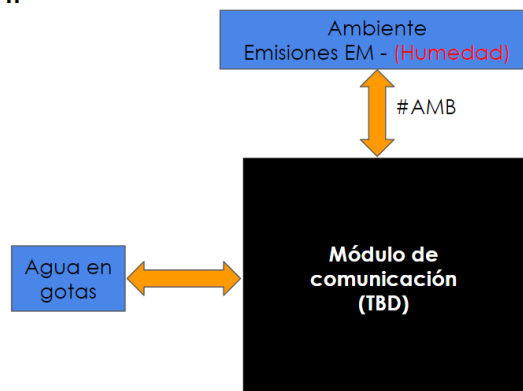 Ambiente
Emisiones EM - (Humedad)
#AMB
Módulo de
comunicación
(TBD)
Agua en
gotas